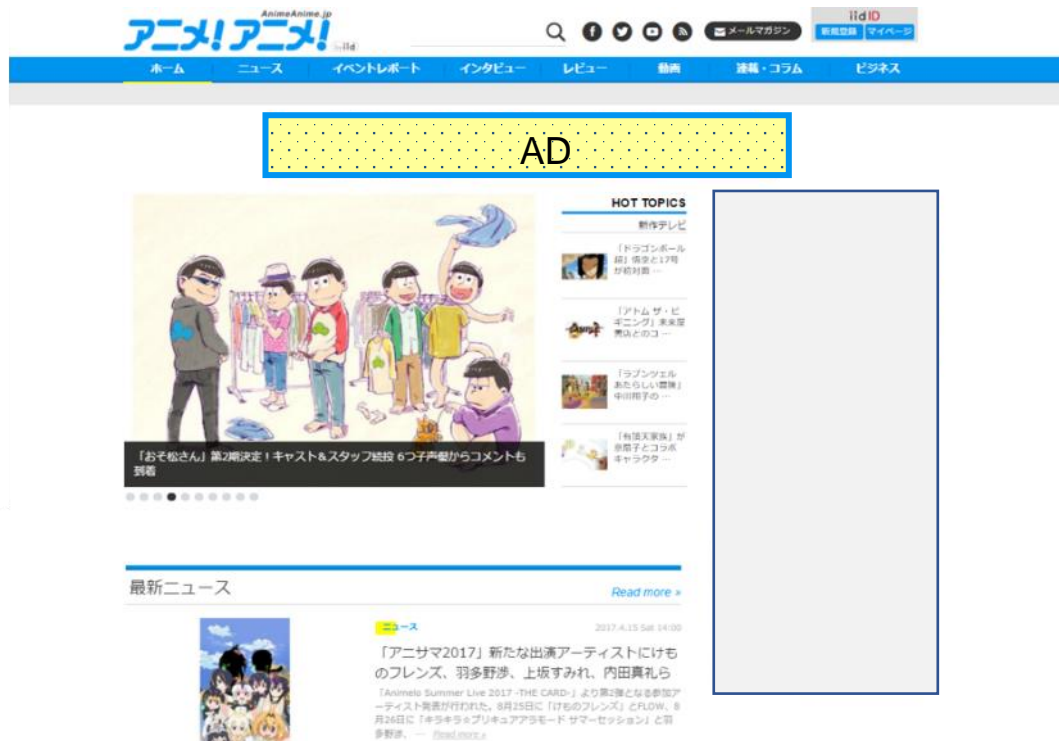 AnimeAnime.jp
アニメ!アニメ!
by iid
メールマガジン
iid ID
新規登録 マイページ
ホーム ニュース イベントレポート インタビュー レビュー 動画 連載・コラム ビジネス
AD
「おそ松さん」第2期決定!キャスト&スタッフ続投 6つ子声優からコメントも
到着
HOT TOPICS
新作テレビ
「ドラゴンボール
超」悟空と17号
が初対面 …
「アトム ザ・ビ
ギニング」未来屋
書店とのコ …
「ラプンツェル
あたらしい冒険」
中川翔子の …
「有頂天家族」が
京扇子とコラボ
キャラクタ …
最新ニュース
Read more »
ニュース
2017.4.15 Sat 14:00
「アニサマ2017」新たな出演アーティストにけも
のフレンズ、羽多野渉、上坂すみれ、内田真礼ら
「Animelo Summer Live 2017 -THE CARD-」より第2弾となる参加ア
ーティスト発表が行われた。8月25日に「けものフレンズ」とFLOW、8
月26日に「キラキラ☆プリキュアアラモード サマーセッション」と羽
多野渉、 … Read more »